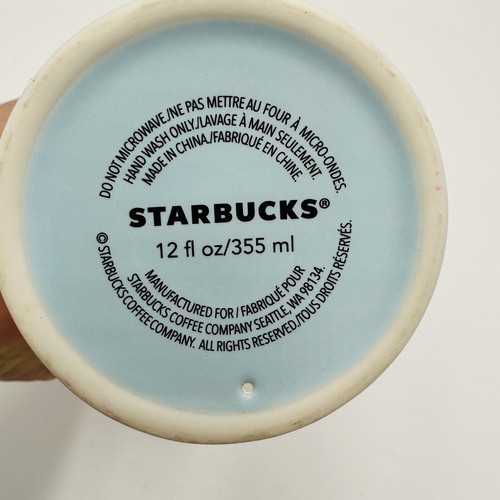 DO NOT MICROWAVE./NE PAS METTRE AU FOUR À MICRO-ONDES.
HAND WASH ONLY./LAVAGE À MAIN SEULEMENT.
MADE IN CHINA./FABRIQUÉ EN CHINE.
STARBUCKS®
12 fl oz/355 ml
MANUFACTURED FOR / FABRIQUÉ POUR
STARBUCKS COFFEE COMPANY SEATTLE, WA 98134.
© STARBUCKS COFFEE COMPANY. ALL RIGHTS RESERVED./TOUS DROITS RÉSERVÉS.